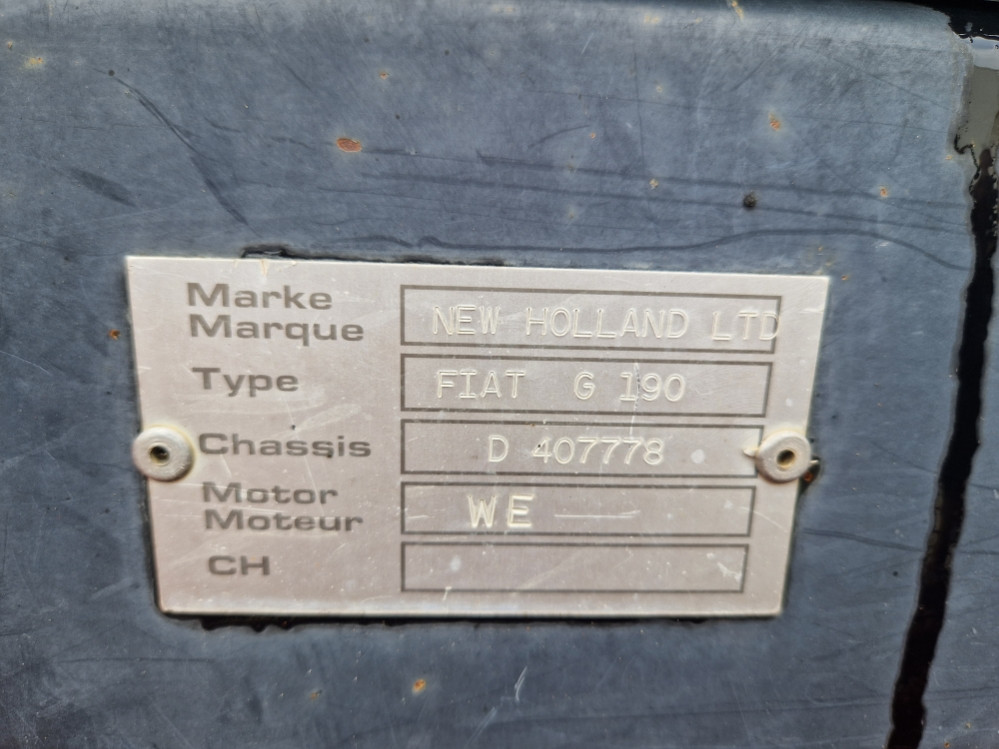 Marke
Marque NEW HOLLAND LTD
Type FIAT G 190
Chassis D 407778
Motor
Moteur WE —
CH